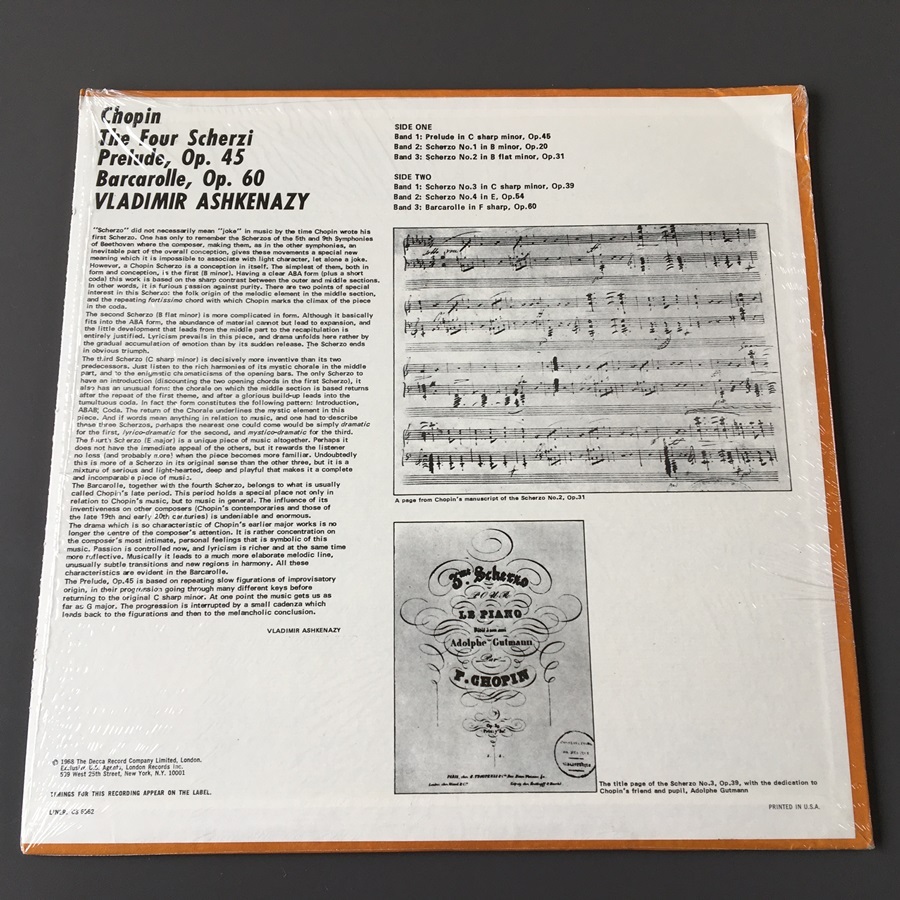 Chopin
The Four Scherzi
Prelude, Op. 45
Barcarolle, Op. 60
VLADIMIR ASHKENAZY
"Scherzo" did not necessarily mean "joke" in music by the time Chopin wrote his
first Scherzo. One has only to remember the Scherzos of the 5th and 9th Symphonies
of Beethoven where the composer, making them, as in the other symphonies, an
inevitable part of the overall conception, gives these movements a special new
meaning which it is impossible to associate with light character, let alone a joke.
However, a Chopin Scherzo is a conception in itself. The simplest of them, both in
form and conception, is the first (B minor). Having a clear ABA form (plus a short
coda) this work is based on the sharp contrast between the outer and middle sections.
In other words, it is furious passion against purity. There are two points of special
interest in this Scherzo: the folk origin of the melodic element in the middle section,
and the repeating fortissimo chord with which Chopin marks the climax of the piece
in the coda.
The second Scherzo (B flat minor) is more complicated in form. Although it basically
fits into the ABA form, the abundance of material cannot but lead to expansion, and
the little development that leads from the middle part to the recapitulation is
entirely justified. Lyricism prevails in this piece, and drama unfolds here rather by
the gradual accumulation of emotion than by its sudden release. The Scherzo ends
in obvious triumph.
The third Scherzo (C sharp minor) is decisively more inventive than its two
predecessors. Just listen to the rich harmonies of its mystic chorale in the middle
part, and to the enigmatic chromaticisms of the opening bars. The only Scherzo to
have an introduction (discounting the two opening chords in the first Scherzo), it
also has an unusual form: the chorale on which the middle section is based returns
after the repeat of the first theme, and after a glorious build-up leads into the
tumultuous coda. In fact the form constitutes the following pattern: Introduction,
ABAB; Coda. The return of the Chorale underlines the mystic element in this
piece. And if words mean anything in relation to music, and one had to describe
these three Scherzos, perhaps the nearest one could come would be simply dramatic
for the first, lyrico-dramatic for the second, and mystico-dramatic for the third.
The fourth Scherzo (E major) is a unique piece of music altogether. Perhaps it
does not have the immediate appeal of the others, but it rewards the listener
no less (and probably more) when the piece becomes more familiar. Undoubtedly
this is more of a Scherzo in its original sense than the other three, but it is a
mixture of serious and light-hearted, deep and playful that makes it a complete
and incomparable piece of music.
The Barcarolle, together with the fourth Scherzo, belongs to what is usually
called Chopin's late period. This period holds a special place not only in
relation to Chopin's music, but to music in general. The influence of its
inventiveness on other composers (Chopin's contemporaries and those of
the late 19th and early 20th centuries) is undeniable and enormous.
The drama which is so characteristic of Chopin's earlier major works is no
longer the centre of the composer's attention. It is rather concentration on
the composer's most intimate, personal feelings that is symbolic of this
music. Passion is controlled now, and lyricism is richer and at the same time
more reflective. Musically it leads to a much more elaborate melodic line,
unusually subtle transitions and new regions in harmony. All these
characteristics are evident in the Barcarolle.
The Prelude, Op.45 is based on repeating slow figurations of improvisatory
origin, in their progression going through many different keys before
returning to the original C sharp minor. At one point the music gets us as
far as G major. The progression is interrupted by a small cadenza which
lends back to the figurations and then to the melancholic conclusion.
VLADIMIR ASHKENAZY
℗ 1968 The Decca Record Company Limited, London.
Exclusive U.S. Agents, London Records Inc.
539 West 25th Street, New York, N.Y. 10001
TIMINGS FOR THIS RECORDING APPEAR ON THE LABEL.
CS 6562
SIDE ONE
Band 1: Prelude in C sharp minor, Op.45
Band 2: Scherzo No.1 in B minor, Op.20
Band 3: Scherzo No.2 in B flat minor, Op.31
SIDE TWO
Band 1: Scherzo No.3 in C sharp minor, Op.39
Band 2: Scherzo No.4 in E, Op.54
Band 3: Barcarolle in F sharp, Op.60
A page from Chopin's manuscript of the Scherzo No.2, Op.31
3me Scherzo
POUR
LE PIANO
Dédié à son ami
Adolphe Gutmann
Par
F. CHOPIN
The title page of the Scherzo No.3, Op.39, with the dedication to
Chopin's friend and pupil, Adolphe Gutmann
PRINTED IN U.S.A.